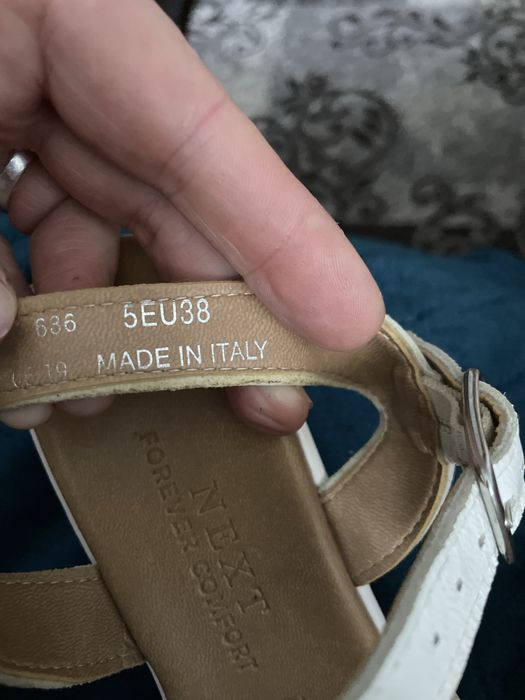 636 5EU38
MADE IN ITALY
NEXT
FOREVER COMFORT